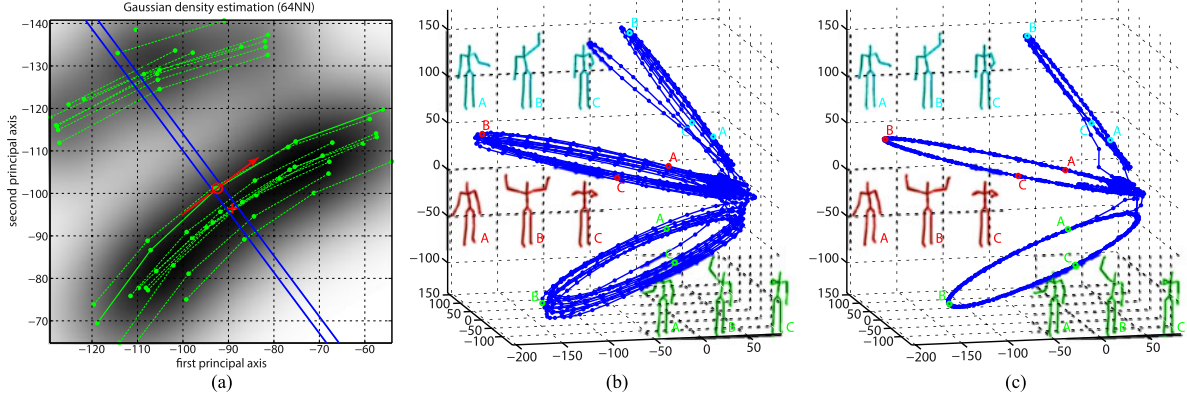 Gaussian density estimation (64NN)
−140
−130
−120
−110
−100
−90
−80
−70
second principal axis
−120
−110
−100
−90
−80
−70
−60
first principal axis
(a)
150
100
50
0
−50
−100
150
100
50
0
−50
−100
−200
−150
−100
−50
0
50
A
B
C
A
B
C
A
B
C
B
C
A
B
A
C
A
C
B
(b)
150
100
50
0
−50
−100
−150
100
50
0
−50
−100
−200
−150
−100
−50
0
50
A
B
C
A
B
C
A
B
C
B
C
A
B
A
C
A
C
B
(c)